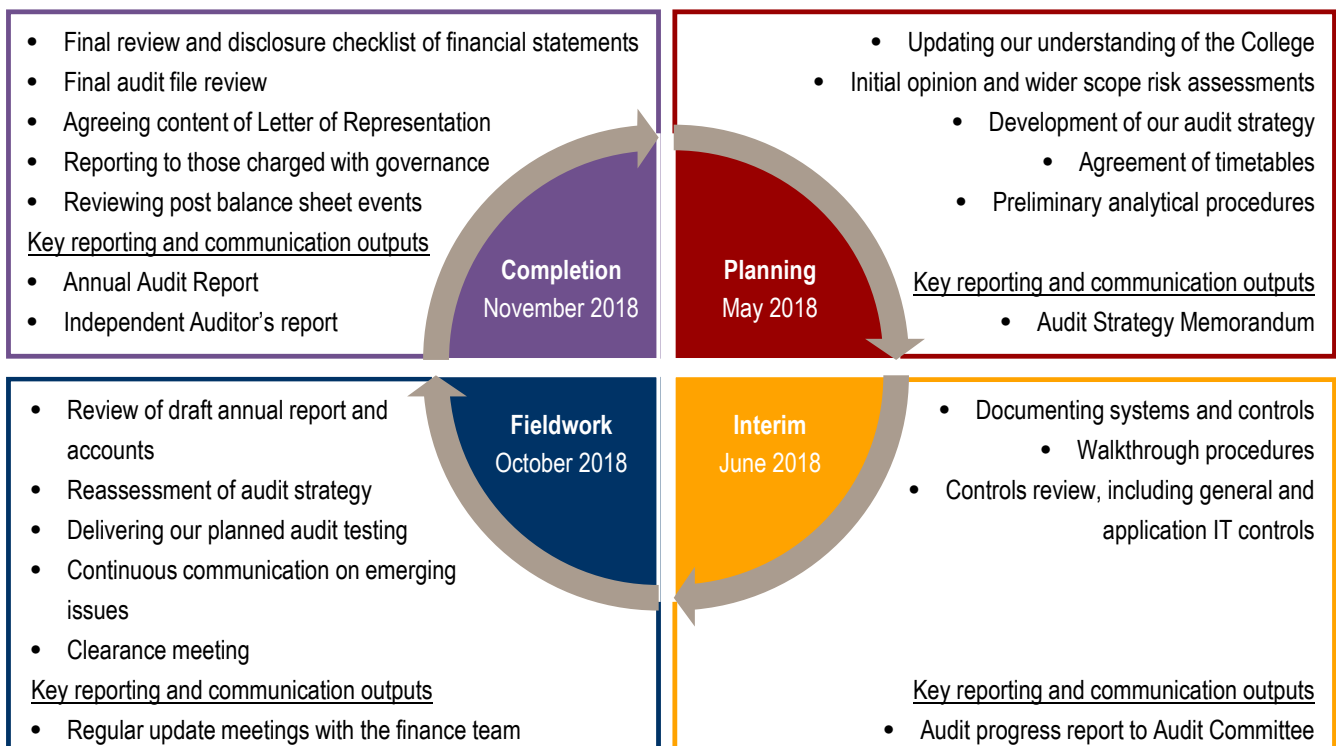 • Final review and disclosure checklist of financial statements
• Final audit file review
• Agreeing content of Letter of Representation
• Reporting to those charged with governance
• Reviewing post balance sheet events
Key reporting and communication outputs
• Annual Audit Report
• Independent Auditor's report
Completion
November 2018
• Updating our understanding of the College
• Initial opinion and wider scope risk assessments
• Development of our audit strategy
• Agreement of timetables
• Preliminary analytical procedures
Key reporting and communication outputs
• Audit Strategy Memorandum
Planning
May 2018
• Review of draft annual report and
accounts
• Reassessment of audit strategy
• Delivering our planned audit testing
• Continuous communication on emerging
issues
• Clearance meeting
Key reporting and communication outputs
• Regular update meetings with the finance team
Fieldwork
October 2018
Interim
June 2018
• Documenting systems and controls
• Walkthrough procedures
• Controls review, including general and
application IT controls
Key reporting and communication outputs
• Audit progress report to Audit Committee